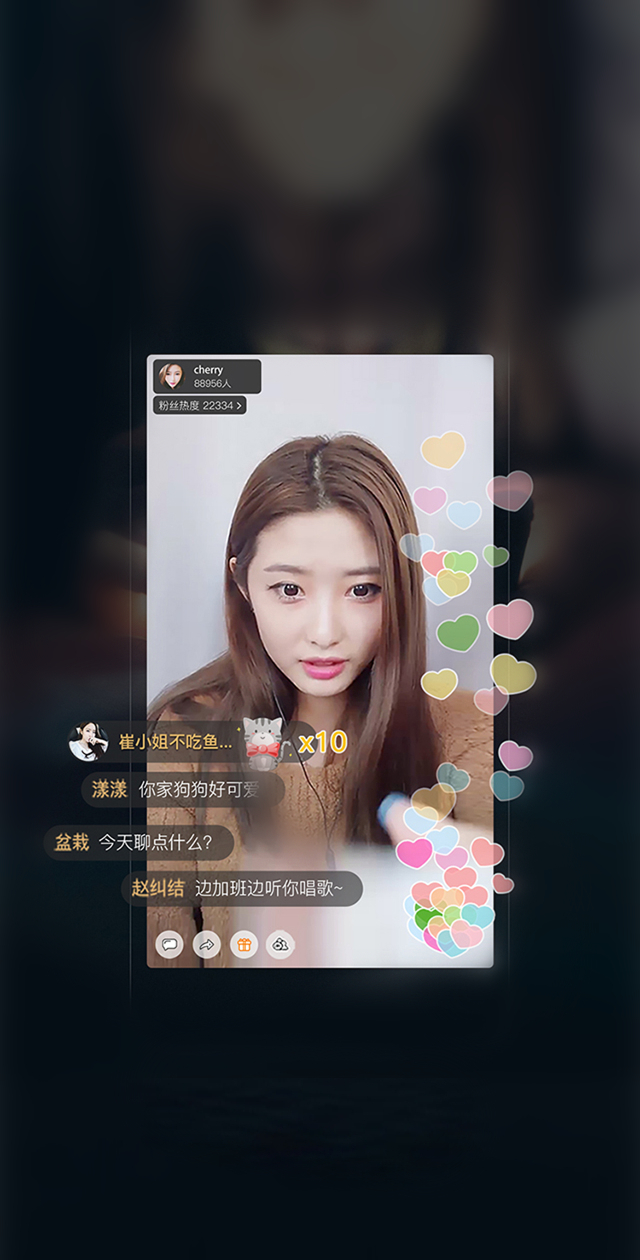 cherry
88956人
粉丝热度 22334 >
崔小姐不吃鱼... x10
漾漾 你家狗狗好可爱
盆栽 今天聊点什么?
赵纠结 边加班边听你唱歌~